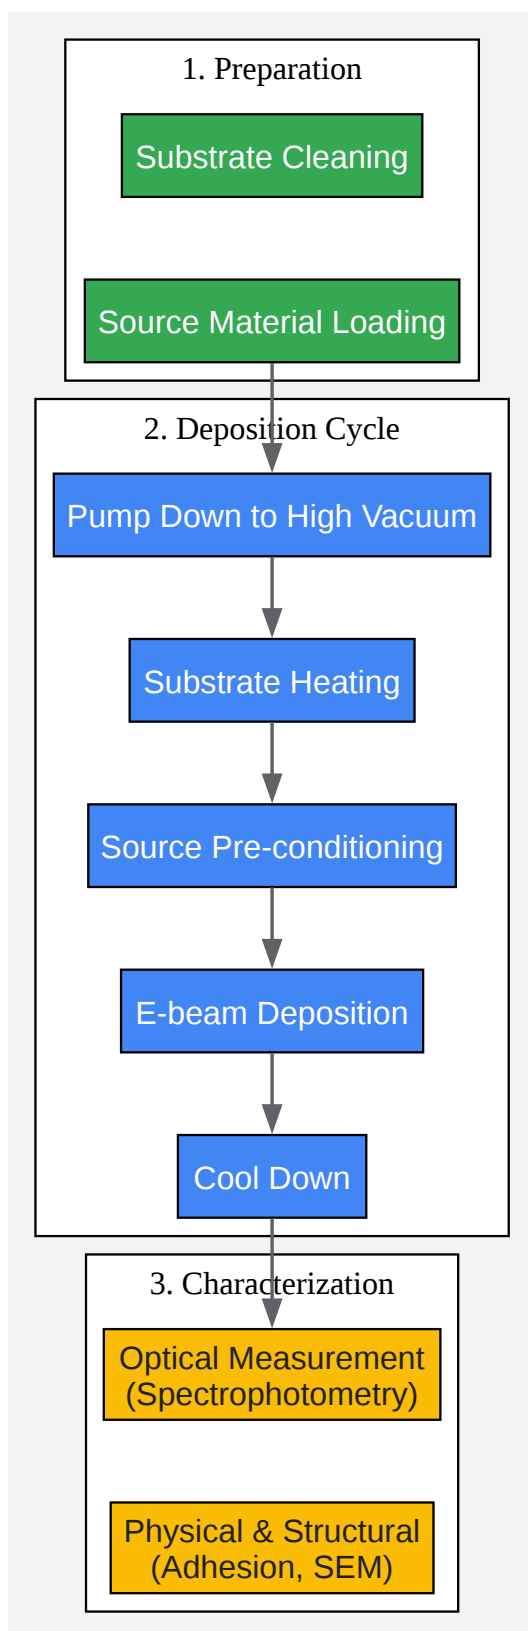 1. Preparation
Substrate Cleaning
Source Material Loading
2. Deposition Cycle
Pump Down to High Vacuum
Substrate Heating
Source Pre-conditioning
E-beam Deposition
Cool Down
3. Characterization
Optical Measurement
(Spectrophotometry)
Physical & Structural
(Adhesion, SEM)